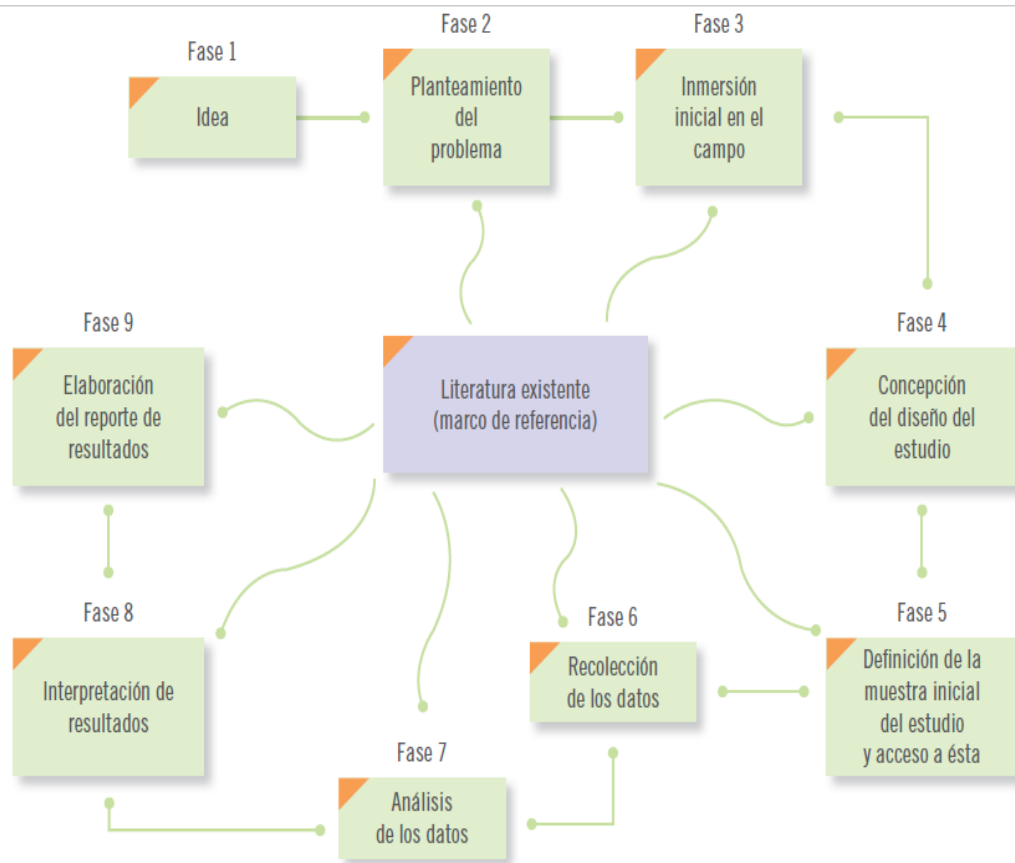 Fase 1
Idea
Fase 2
Planteamiento
del
problema
Fase 3
Inmersión
inicial en el
campo
Fase 4
Concepción
del diseño del
estudio
Fase 5
Definición de la
muestra inicial
del estudio
y acceso a ésta
Fase 6
Recolección
de los datos
Fase 7
Análisis
de los datos
Fase 8
Interpretación de
resultados
Fase 9
Elaboración
del reporte de
resultados
Literatura existente
(marco de referencia)